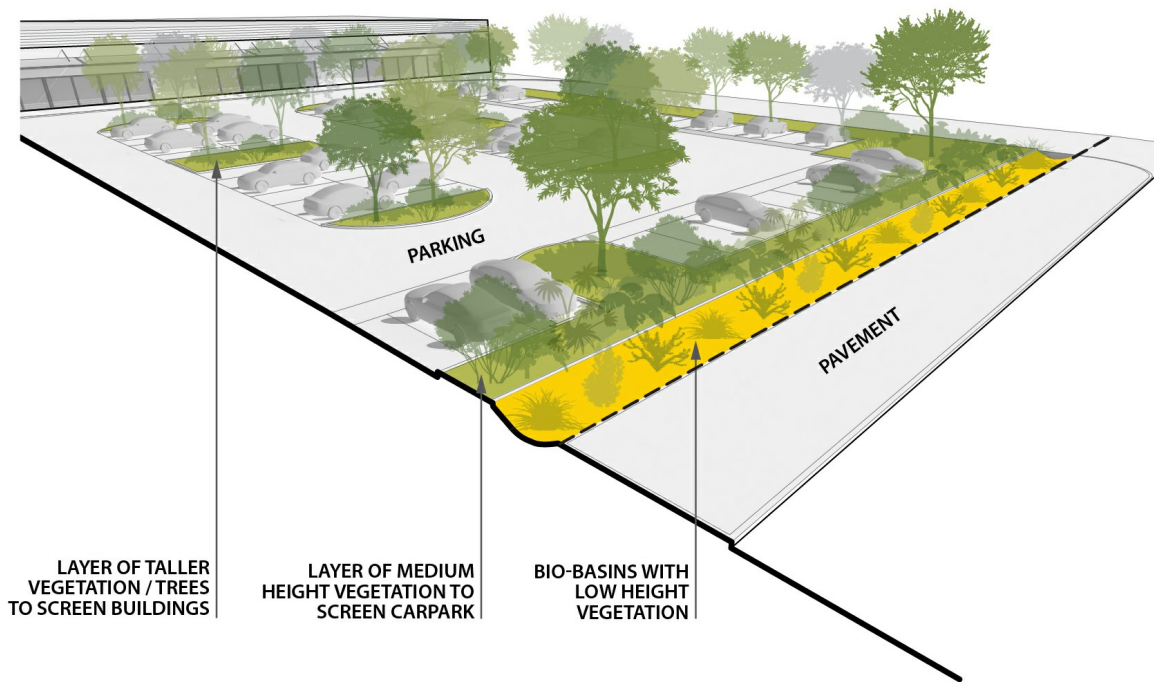 PARKING
PAVEMENT
LAYER OF TALLER
VEGETATION / TREES
TO SCREEN BUILDINGS
LAYER OF MEDIUM
HEIGHT VEGETATION TO
SCREEN CARPARK
BIO-BASINS WITH
LOW HEIGHT
VEGETATION